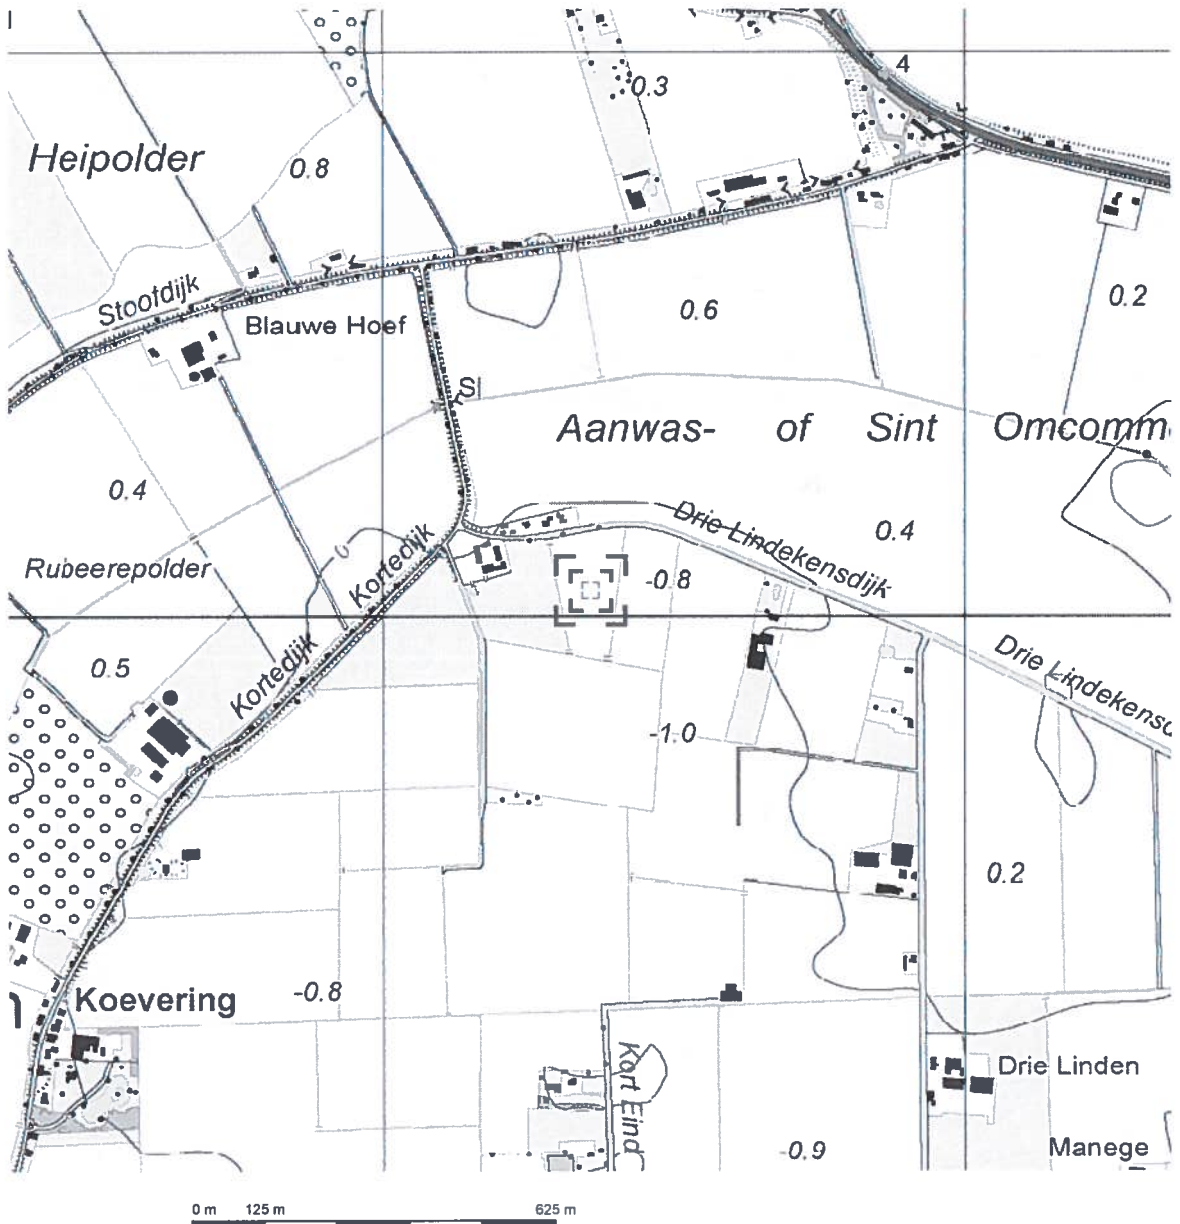 4
0.3
Heipolder
0.8
Stoofdijk
0.2
0.6
Blauwe Hoef
Sl
Aanwas- of Sint Omcomm
0.4
Drie Lindekensdijk
0.4
Kortedijk
Rubeerepolder
-0.8
Drie Lindekensd
0.5
Kortedijk
-1.0
0.2
-0.8
Koevering
Kort Eind
Drie Linden
-0.9
Manege
0 m 125 m 625 m